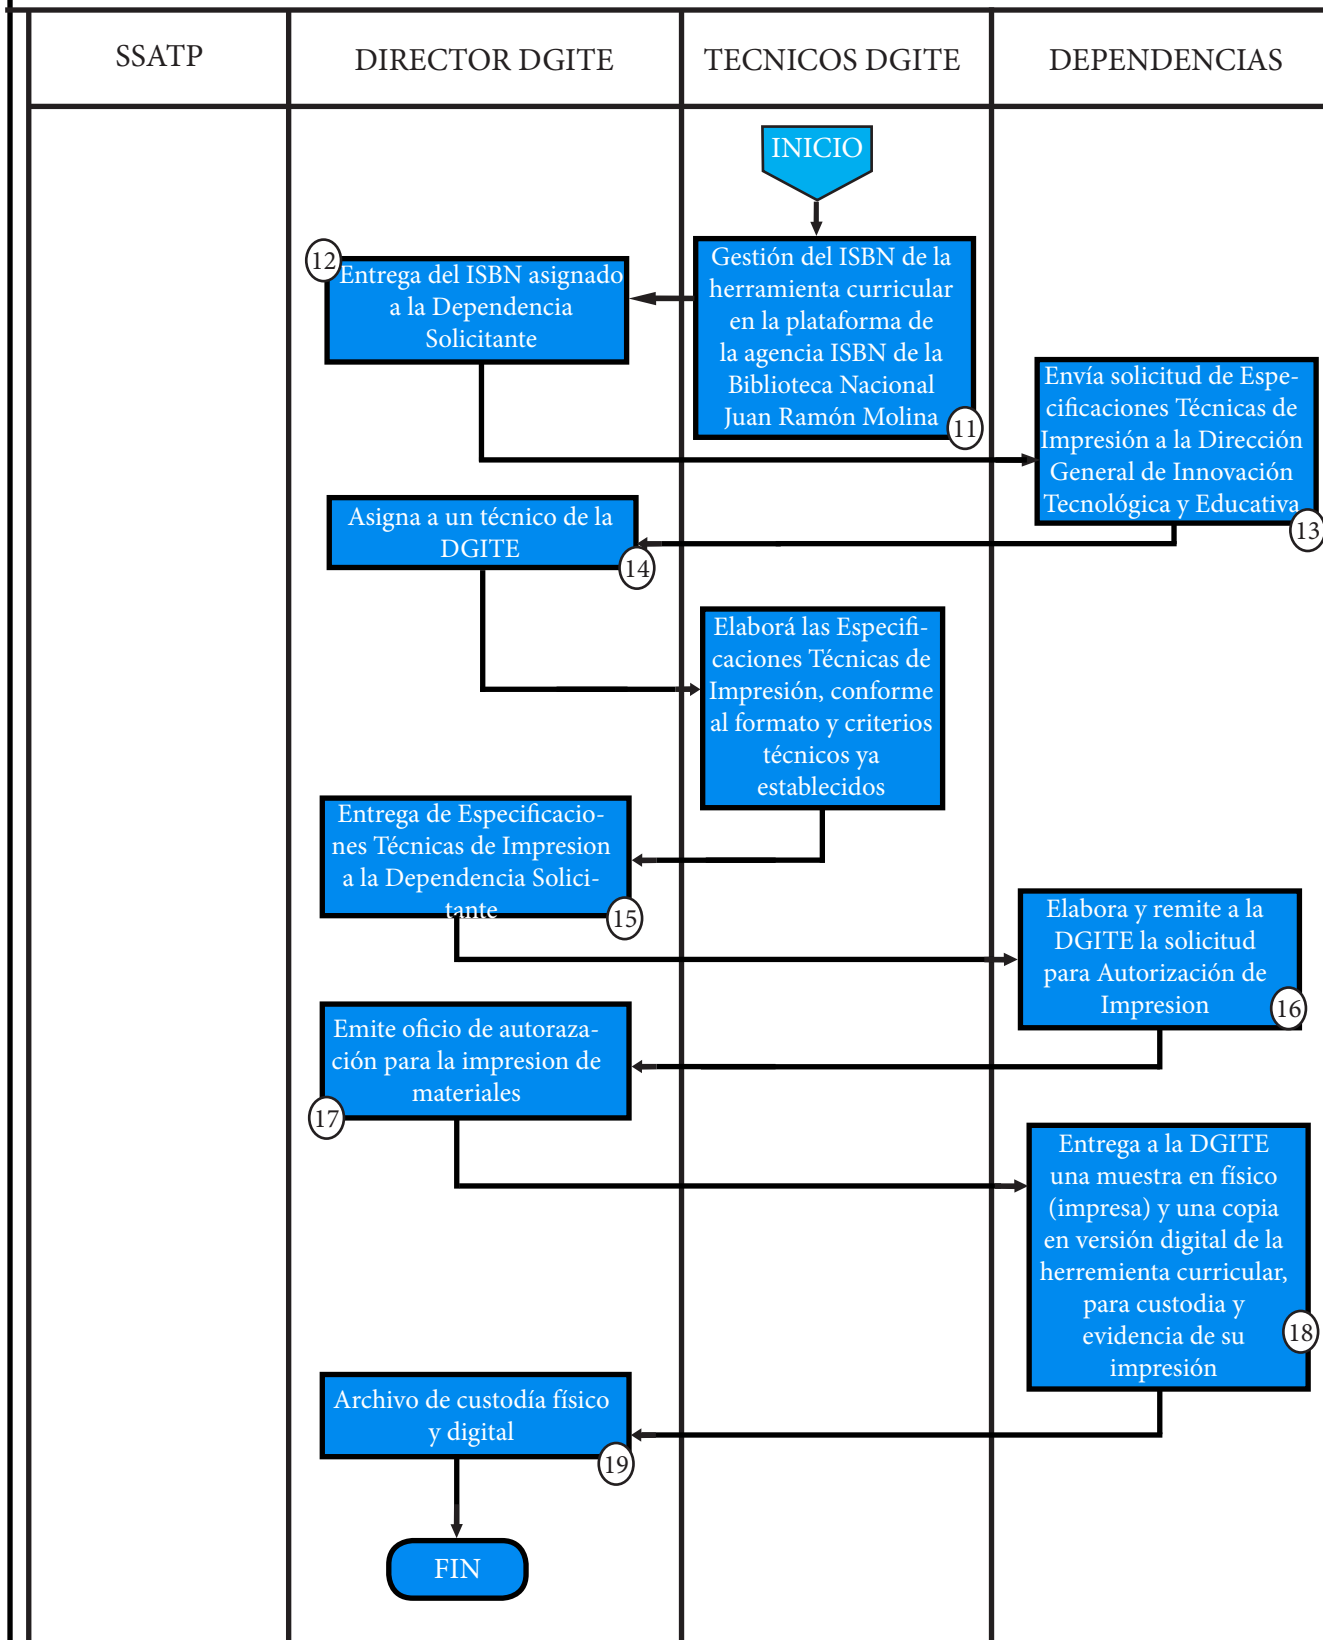 SSATP
DIRECTOR DGITE
TECNICOS DGITE
DEPENDENCIAS
INICIO
Gestión del ISBN de la
herramienta curricular
en la plataforma de
la agencia ISBN de la
Biblioteca Nacional
Juan Ramón Molina
11
12
Entrega del ISBN asignado
a la Dependencia
Solicitante
Envía solicitud de Espe-
cificaciones Técnicas de
Impresión a la Dirección
General de Innovación
Tecnológica y Educativa
13
Asigna a un técnico de la
DGITE
14
Elaborá las Especifi-
caciones Técnicas de
Impresión, conforme
al formato y criterios
técnicos ya
establecidos
Entrega de Especificacio-
nes Técnicas de Impresion
a la Dependencia Solici-
tante
15
Elabora y remite a la
DGITE la solicitud
para Autorización de
Impresion
16
Emite oficio de autoraza-
ción para la impresion de
materiales
17
Entrega a la DGITE
una muestra en físico
(impresa) y una copia
en versión digital de la
herremienta curricular,
para custodia y
evidencia de su
impresión
18
Archivo de custodía físico
y digital
19
FIN